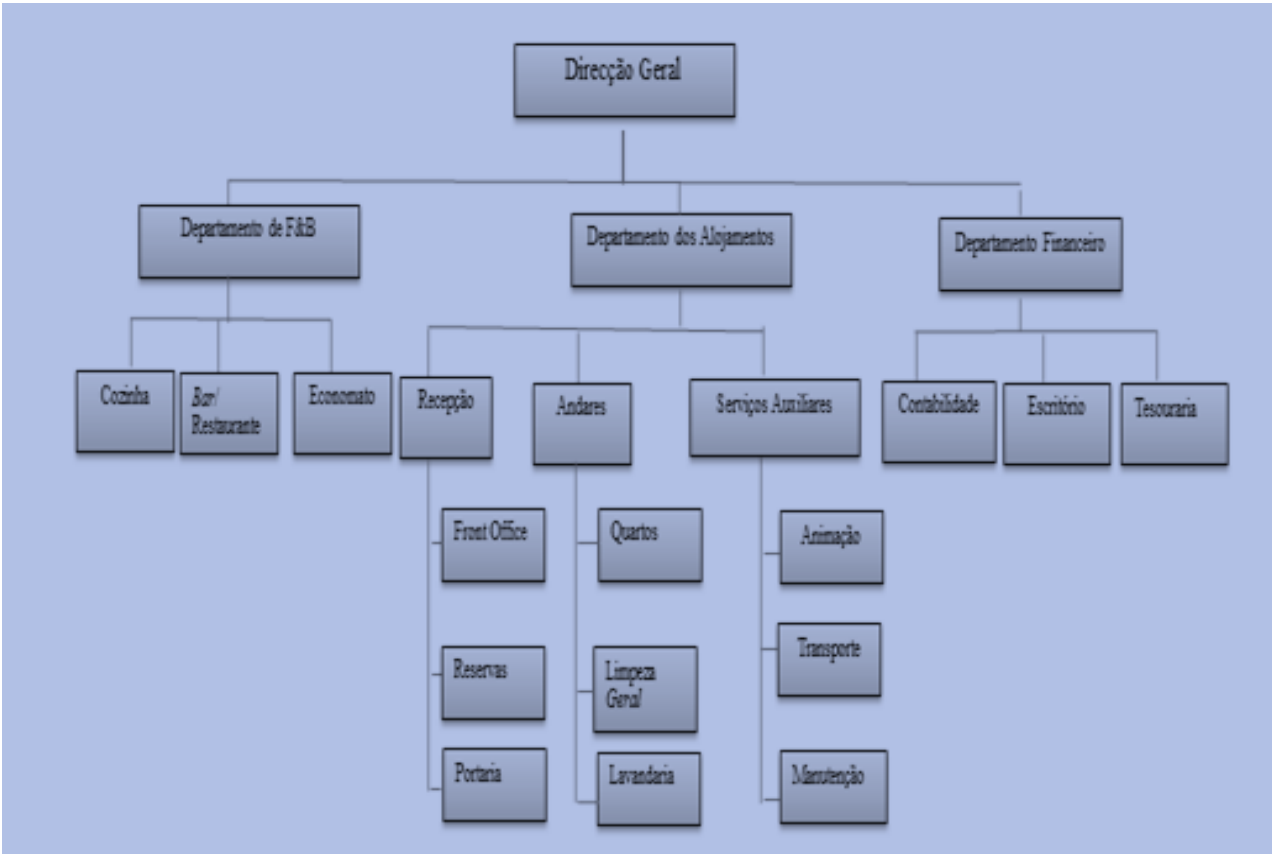 Direcção Geral
Departamento de F&B
Departamento dos Alojamentos
Departamento Financeiro
Cozinha
Bar/
Restaurante
Economato
Recepção
Andares
Serviços Auxiliares
Contabilidade
Escritório
Tesouraria
Front Office
Quartos
Animação
Reservas
Limpeza
Geral
Transporte
Portaria
Lavandaria
Manutenção